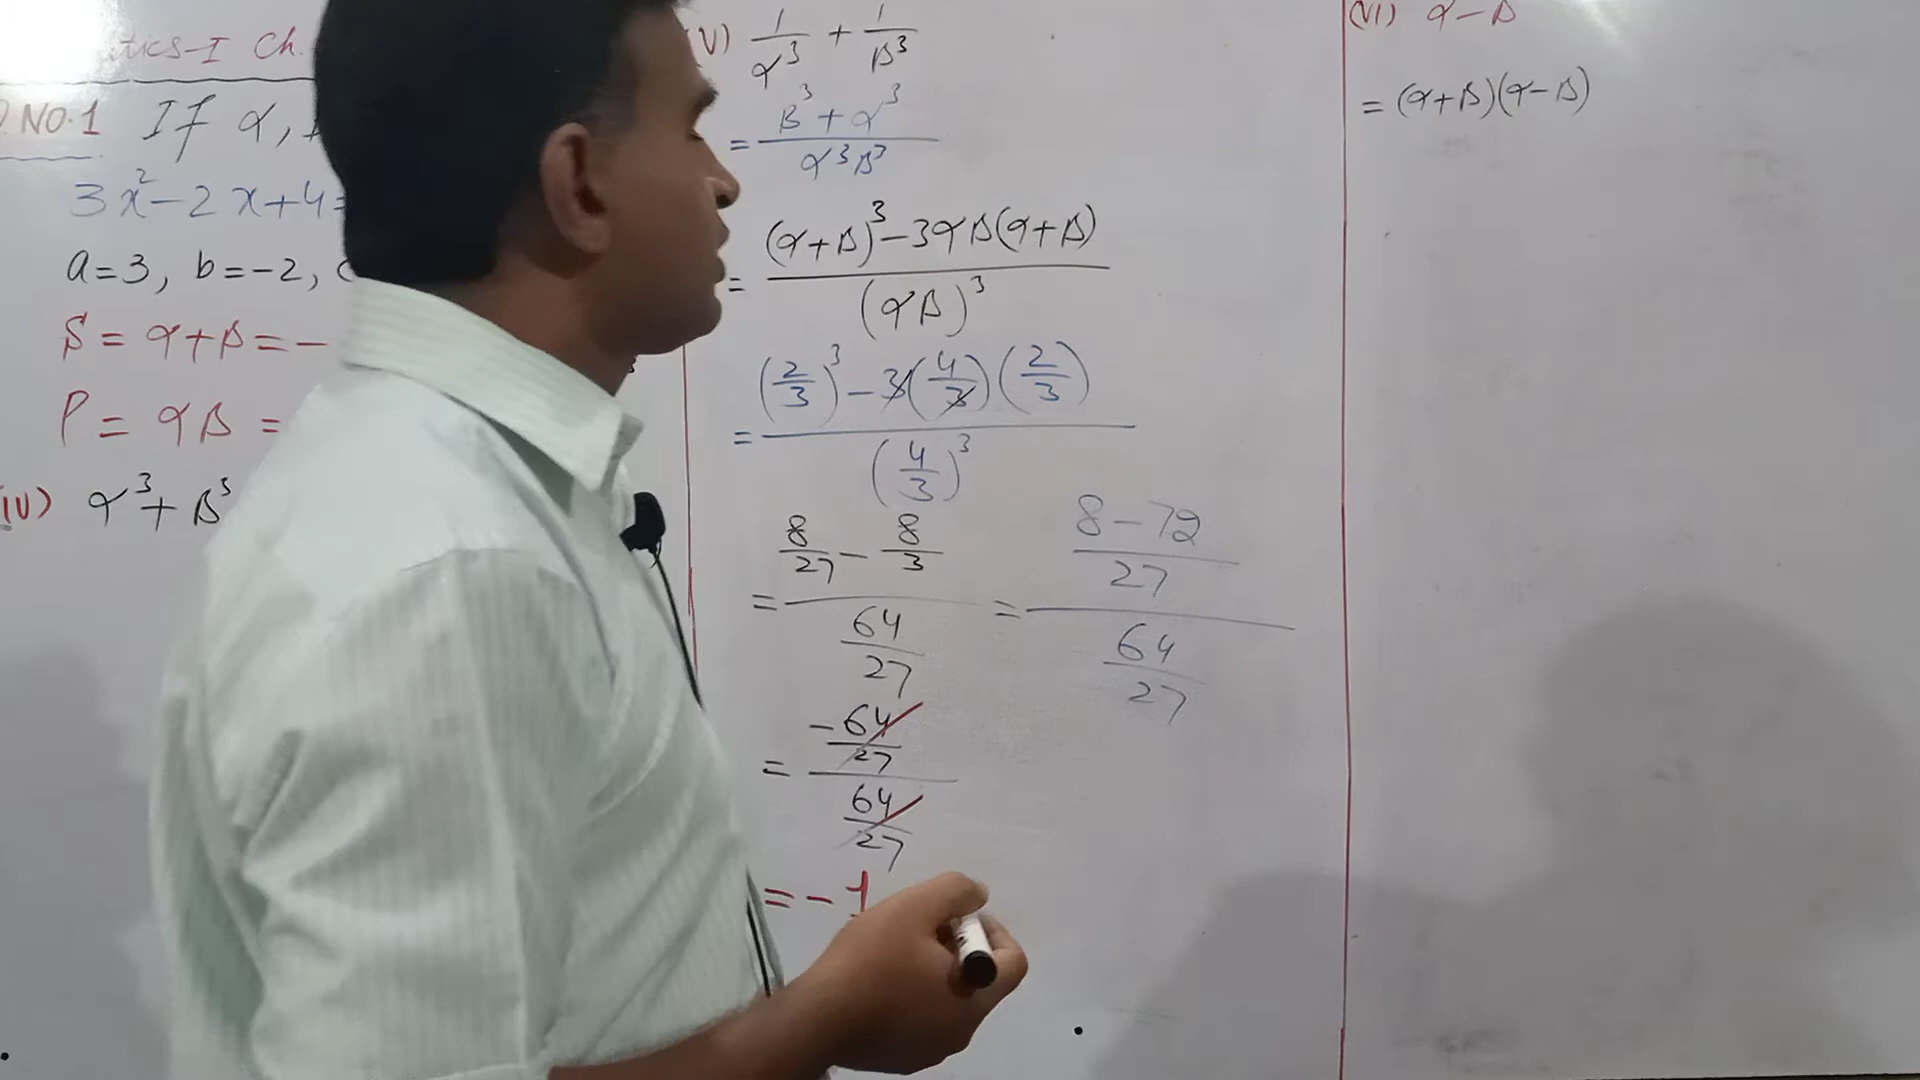 tics-I Ch.
NO.1 If α,
3x²-2x+4=
a=3, b=-2,
S = α+β = -
P = αβ =
(iv) α³+β³
(V) 1/α³ + 1/β³
= (β³+α³)/(α³β³)
= ((α+β)³-3αβ(α+β))/(αβ)³
= ((2/3)³-3(4/3)(2/3))/(4/3)³
= (8/27 - 8/3)/(64/27) = ((8-72)/27)/(64/27)
= (-64/27)/(64/27)
= -1
(VI) α-β
= (α+β)(α-β)